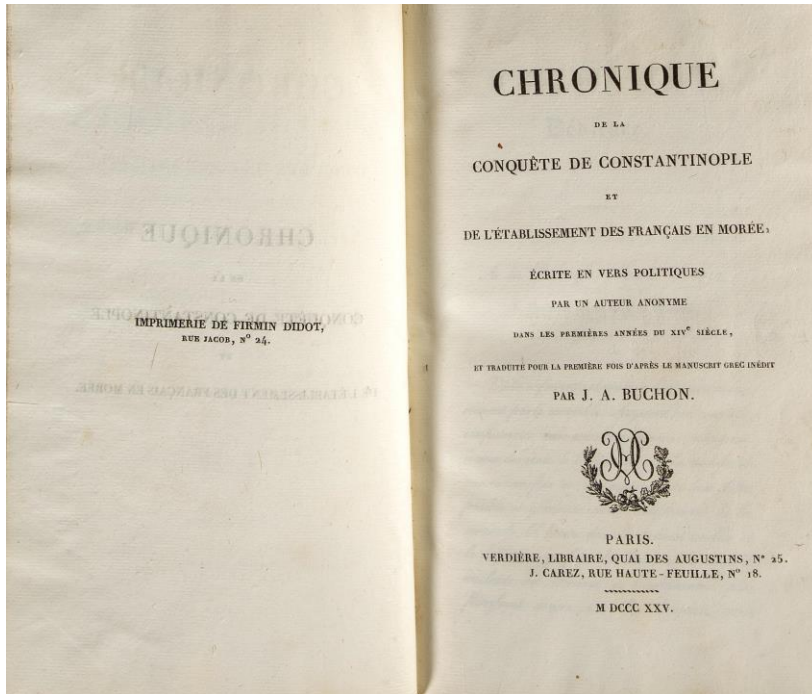 IMPRIMERIE DE FIRMIN DIDOT,
RUE JACOB, N° 24.
CHRONIQUE
DE LA
CONQUÊTE DE CONSTANTINOPLE
ET
DE L'ÉTABLISSEMENT DES FRANÇAIS EN MORÉE;
ÉCRITE EN VERS POLITIQUES
PAR UN AUTEUR ANONYME
DANS LES PREMIÈRES ANNÉES DU XIVe SIÈCLE,
ET TRADUITE POUR LA PREMIÈRE FOIS D'APRÈS LE MANUSCRIT GREC INÉDIT
PAR J. A. BUCHON.
PARIS.
VERDIÈRE, LIBRAIRE, QUAI DES AUGUSTINS, N° 25.
J. CAREZ, RUE HAUTE-FEUILLE, N° 18.
M DCCC XXV.